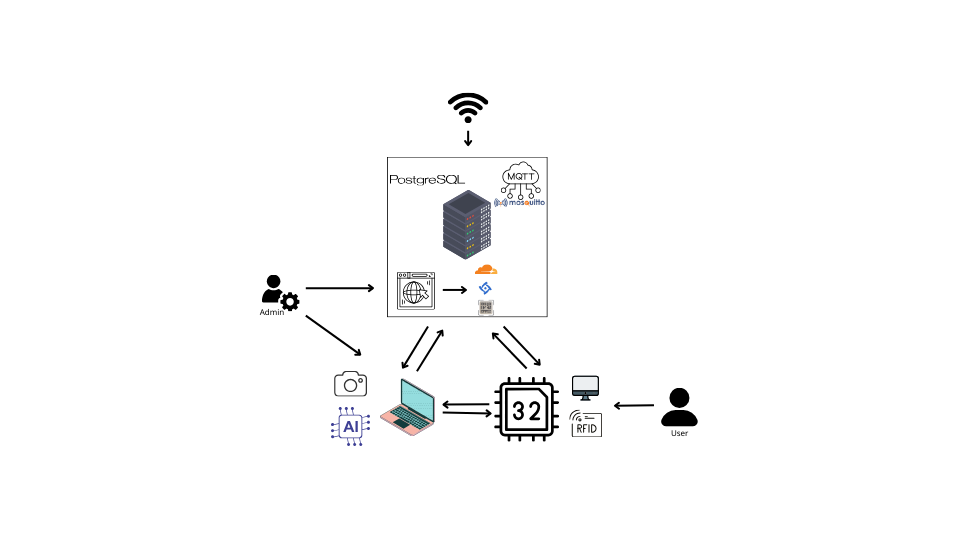 PostgreSQL
MQTT
mosquitto
Admin
AI
32
RFID
User